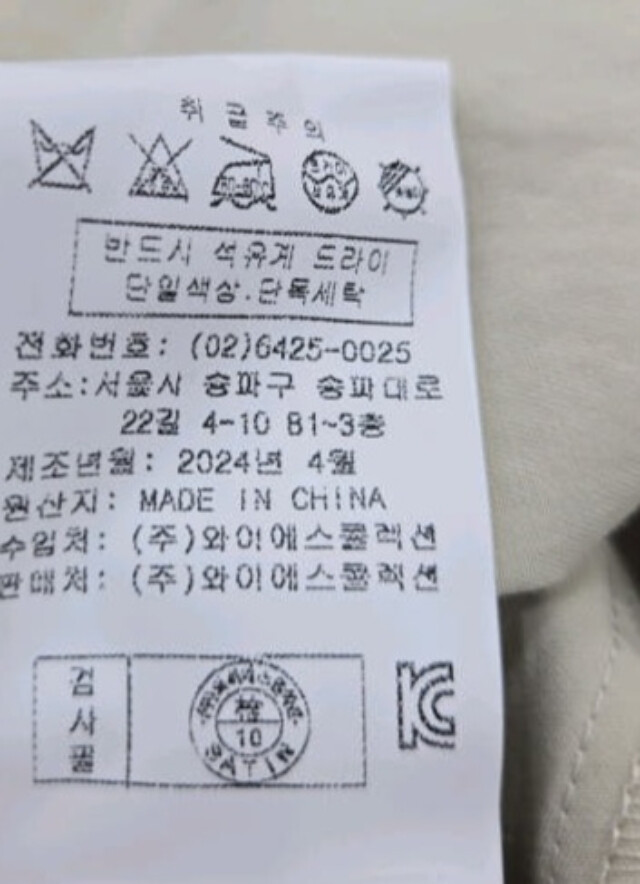 취급주의
반드시 석유계 드라이
단일색상.단독세탁
전화번호: (02)6425-0025
주소:서울시 송파구 송파대로
22길 4-10 B1~3층
제조년월: 2024년 4월
원산지: MADE IN CHINA
수입처: (주)와이에스콜렉션
판매처: (주)와이에스콜렉션
검사필
檢
10
SATIN
KC